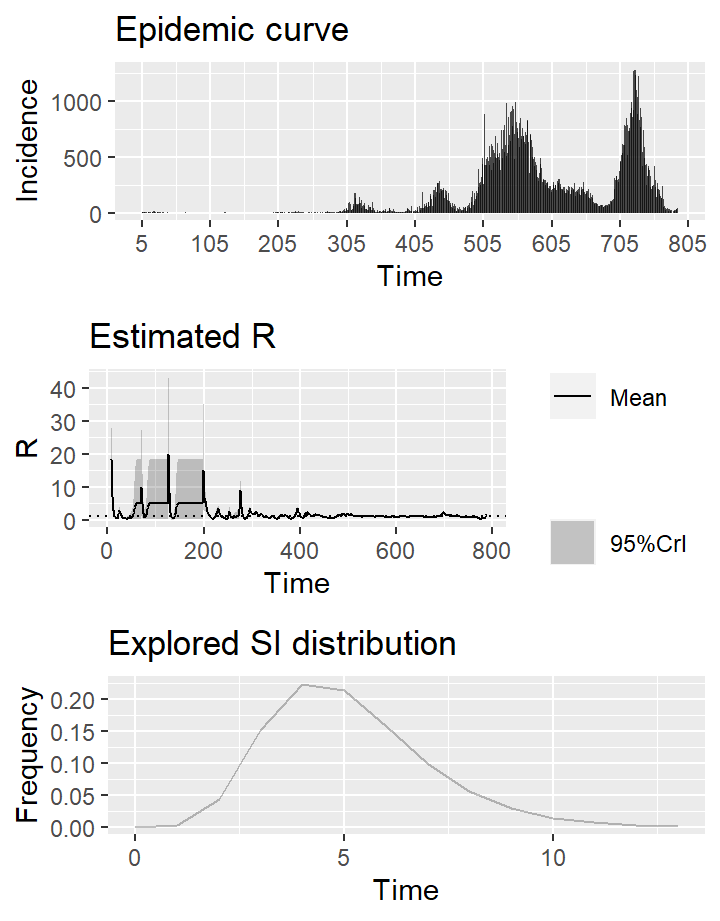 Epidemic curve
Incidence
1000
500
0
5 105 205 305 405 505 605 705 805
Time
Estimated R
R
40
30
20
10
0
0 200 400 600 800
Time
Mean
95%CrI
Explored SI distribution
Frequency
0.20
0.15
0.10
0.05
0.00
0 5 10
Time